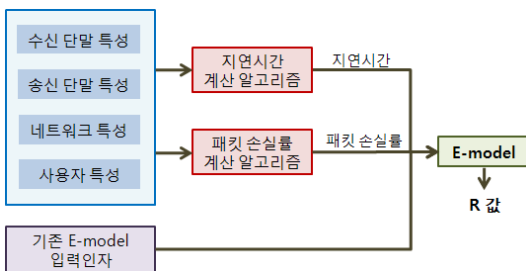 수신 단말 특성
송신 단말 특성
네트워크 특성
사용자 특성
지연시간
계산 알고리즘
지연시간
패킷 손실률
계산 알고리즘
패킷 손실률
E-model
R 값
기존 E-model
입력인자